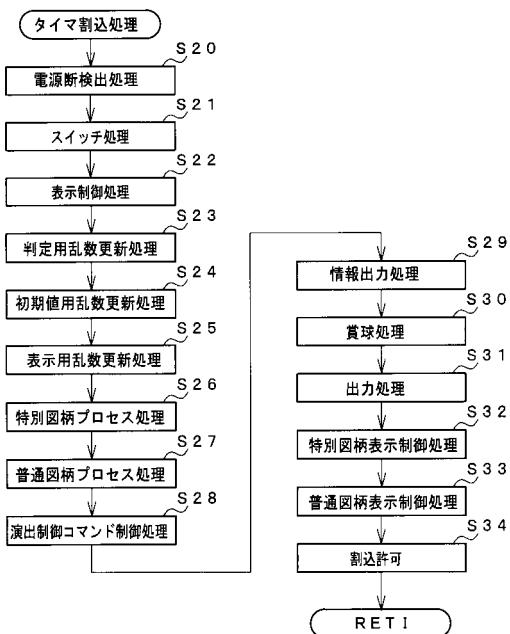 タイマ割込処理
S20
電源断検出処理
S21
スイッチ処理
S22
表示制御処理
S23
判定用乱数更新処理
S24
初期値用乱数更新処理
S25
表示用乱数更新処理
S26
特別図柄プロセス処理
S27
普通図柄プロセス処理
S28
演出制御コマンド制御処理
S29
情報出力処理
S30
賞球処理
S31
出力処理
S32
特別図柄表示制御処理
S33
普通図柄表示制御処理
S34
割込許可
RETI